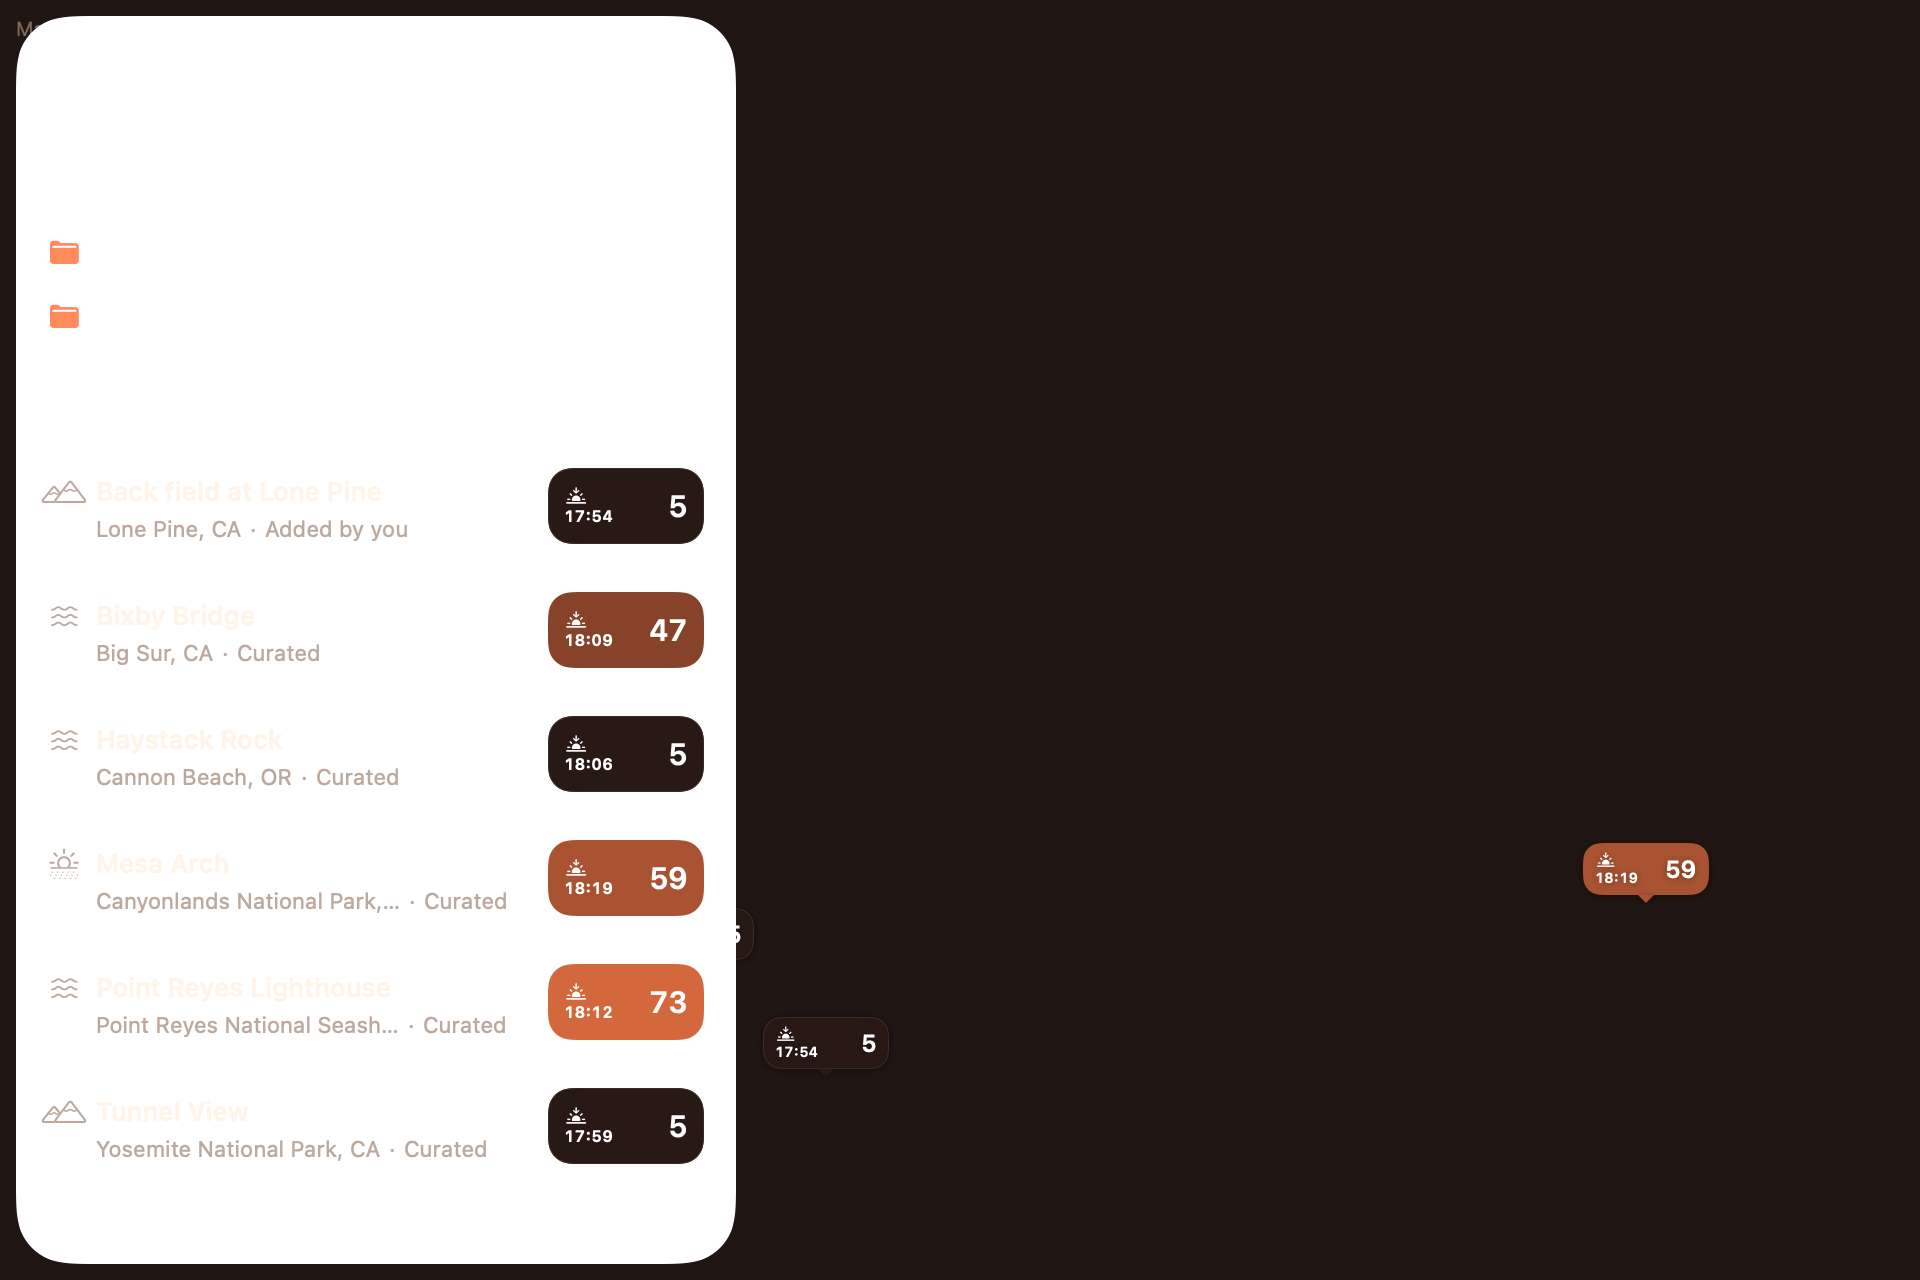 Back field at Lone Pine
Lone Pine, CA · Added by you
17:54
5
Bixby Bridge
Big Sur, CA · Curated
18:09
47
Haystack Rock
Cannon Beach, OR · Curated
18:06
5
Mesa Arch
Canyonlands National Park,... · Curated
18:19
59
Point Reyes Lighthouse
Point Reyes National Seash... · Curated
18:12
73
Tunnel View
Yosemite National Park, CA · Curated
17:59
5
18:19
59
5
17:54
5